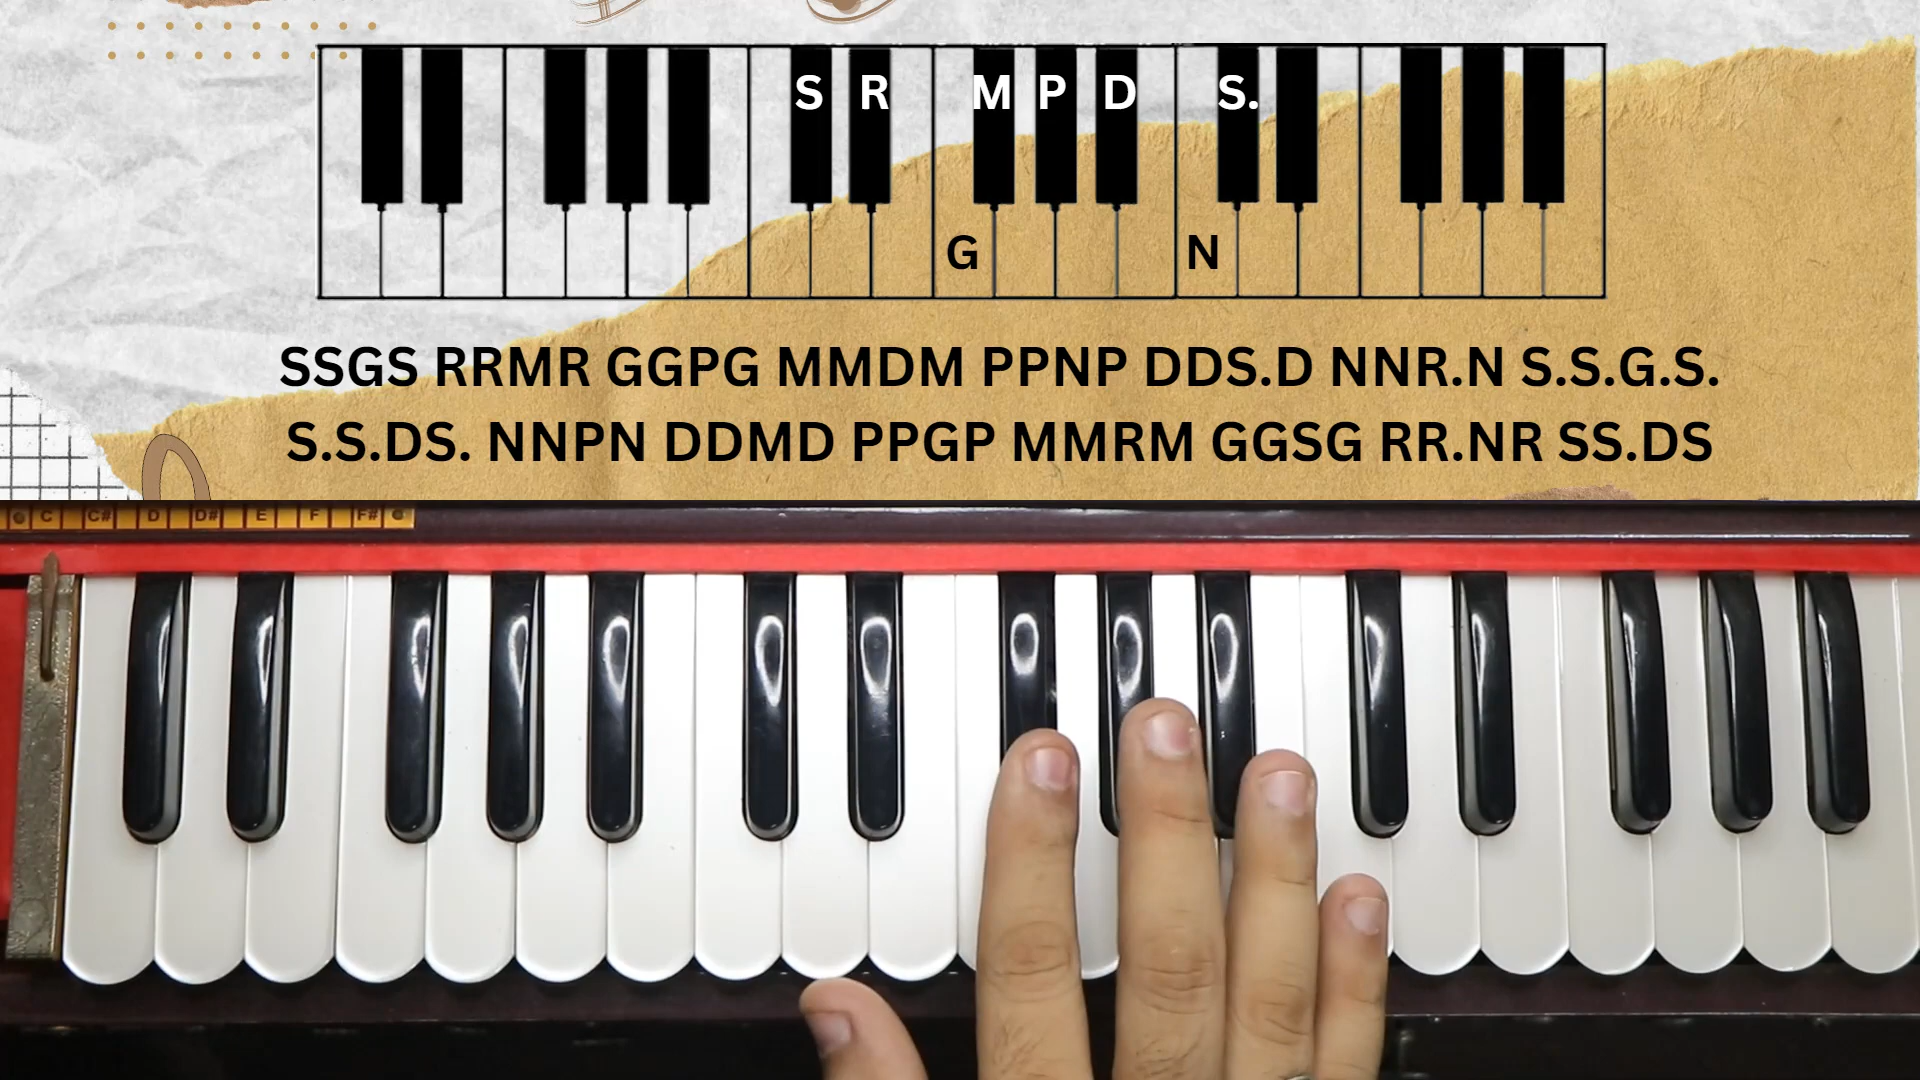 S R M P D S.
G N
SSGS RRMR GGPG MMDM PPNP DDS.D NNR.N S.S.G.S.
S.S.DS. NNPN DDMD PPGP MMRM GGSG RR.NR SS.DS
C C# D D# E F F#